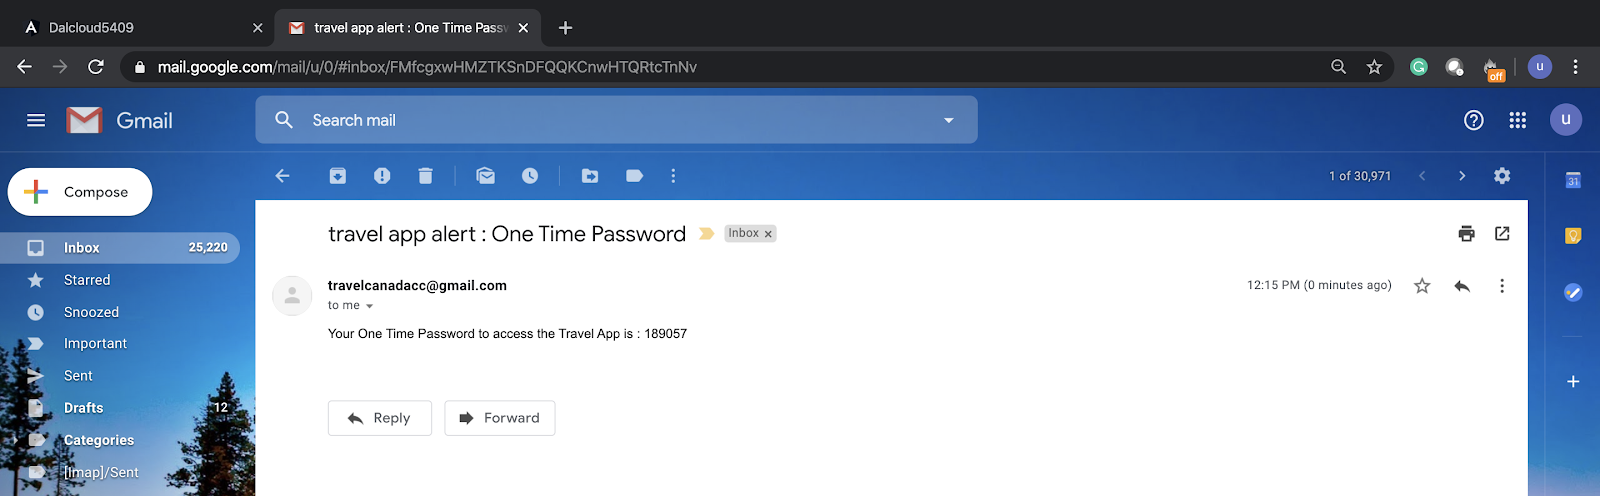 Dalcloud5409
travel app alert : One Time Passw
mail.google.com/mail/u/0/#inbox/FMfcgxwHMZTKSnDFQQKCnwHTQRtcTnNv
off
u
Gmail
Search mail
u
Compose
1 of 30,971
31
travel app alert : One Time Password
Inbox x
Inbox 25,220
Starred
Snoozed
Important
Sent
Drafts 12
Categories
[Imap]/Sent
travelcanadacc@gmail.com
12:15 PM (0 minutes ago)
to me
Your One Time Password to access the Travel App is : 189057
Reply
Forward